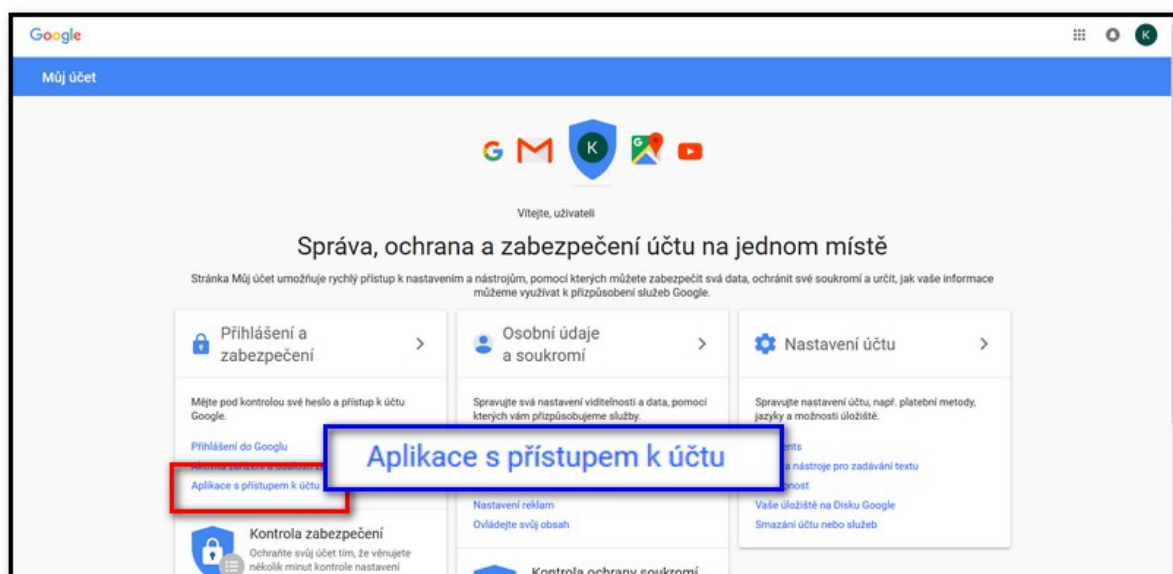 Google
K
Můj účet
G
K
G
Vítejte, uživateli
Správa, ochrana a zabezpečení účtu na jednom místě
Stránka Můj účet umožňuje rychlý přístup k nastavením a nástrojům, pomocí kterých můžete zabezpečit svá data, ochránit své soukromí a určit, jak vaše informace
můžeme využívat k přizpůsobení služeb Google.
Přihlášení a
zabezpečení
Mějte pod kontrolou své heslo a přístup k účtu
Google.
Přihlášení do Googlu
Aplikace s přístupem k účtu
Kontrola zabezpečení
Ochraňte svůj účet tím, že věnujete
několik minut kontrole nastavení
Osobní údaje
a soukromí
Spravujte svá nastavení viditelnosti a data, pomocí
kterých vám přizpůsobujeme služby.
Aplikace s přístupem k účtu
Nastavení reklam
Ovládejte svůj obsah
Kontrola ochrany soukromí
Nastavení účtu
Spravujte nastavení účtu, např. platební metody,
jazyky a možnosti úložiště.
a nástroje pro zadávání textu
Vaše úložiště na Disku Google
Smazání účtu nebo služeb